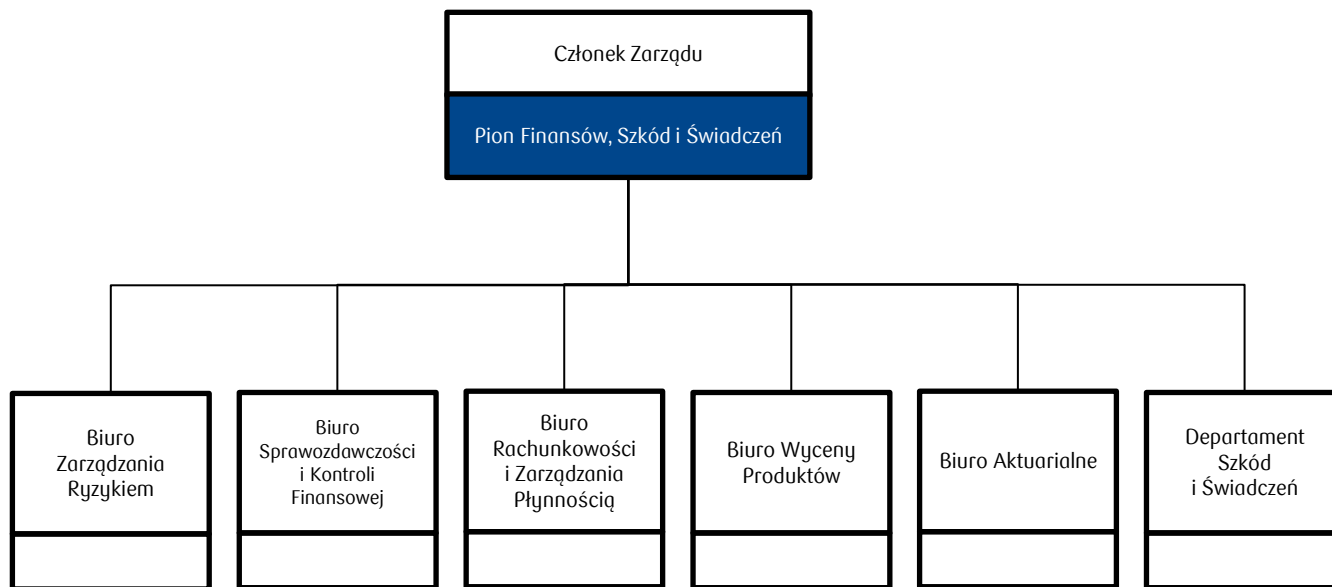 Członek Zarządu
Pion Finansów, Szkód i Świadczeń
Biuro
Zarządzania
Ryzykiem
Biuro
Sprawozdawczości
i Kontroli
Finansowej
Biuro
Rachunkowości
i Zarządzania
Płynnością
Biuro Wyceny
Produktów
Biuro Aktuarialne
Departament
Szkód
i Świadczeń